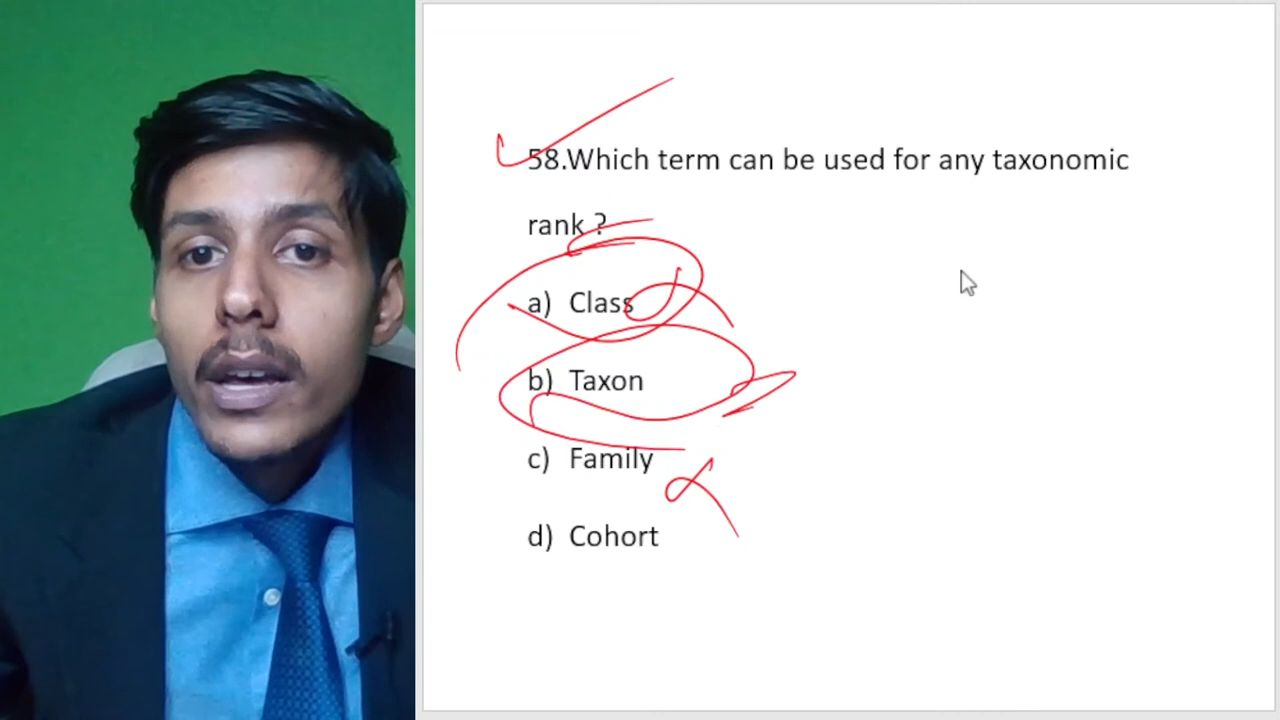 58.Which term can be used for any taxonomic
rank ?
a) Class
b) Taxon
c) Family
d) Cohort